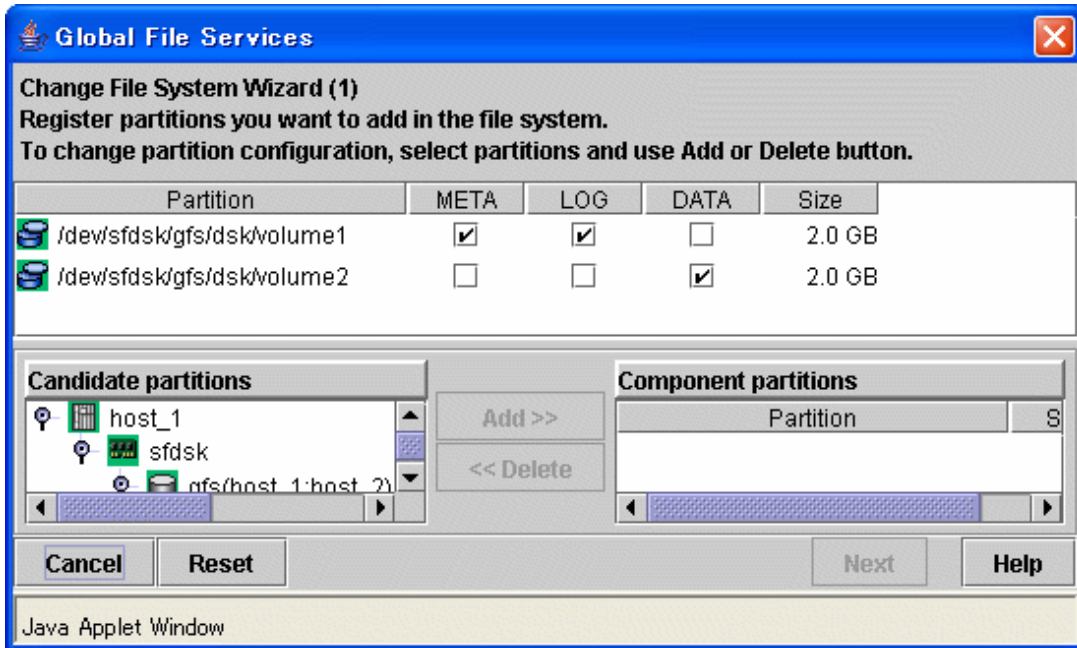 Global File Services
Change File System Wizard (1)
Register partitions you want to add in the file system.
To change partition configuration, select partitions and use Add or Delete button.
Partition META LOG DATA Size
/dev/sfdsk/gfs/dsk/volume1 2.0 GB
/dev/sfdsk/gfs/dsk/volume2 2.0 GB
Candidate partitions
host_1
sfdsk
gfs(host_1:host_2)
Add >>
<< Delete
Component partitions
Partition S
Cancel Reset Next Help
Java Applet Window